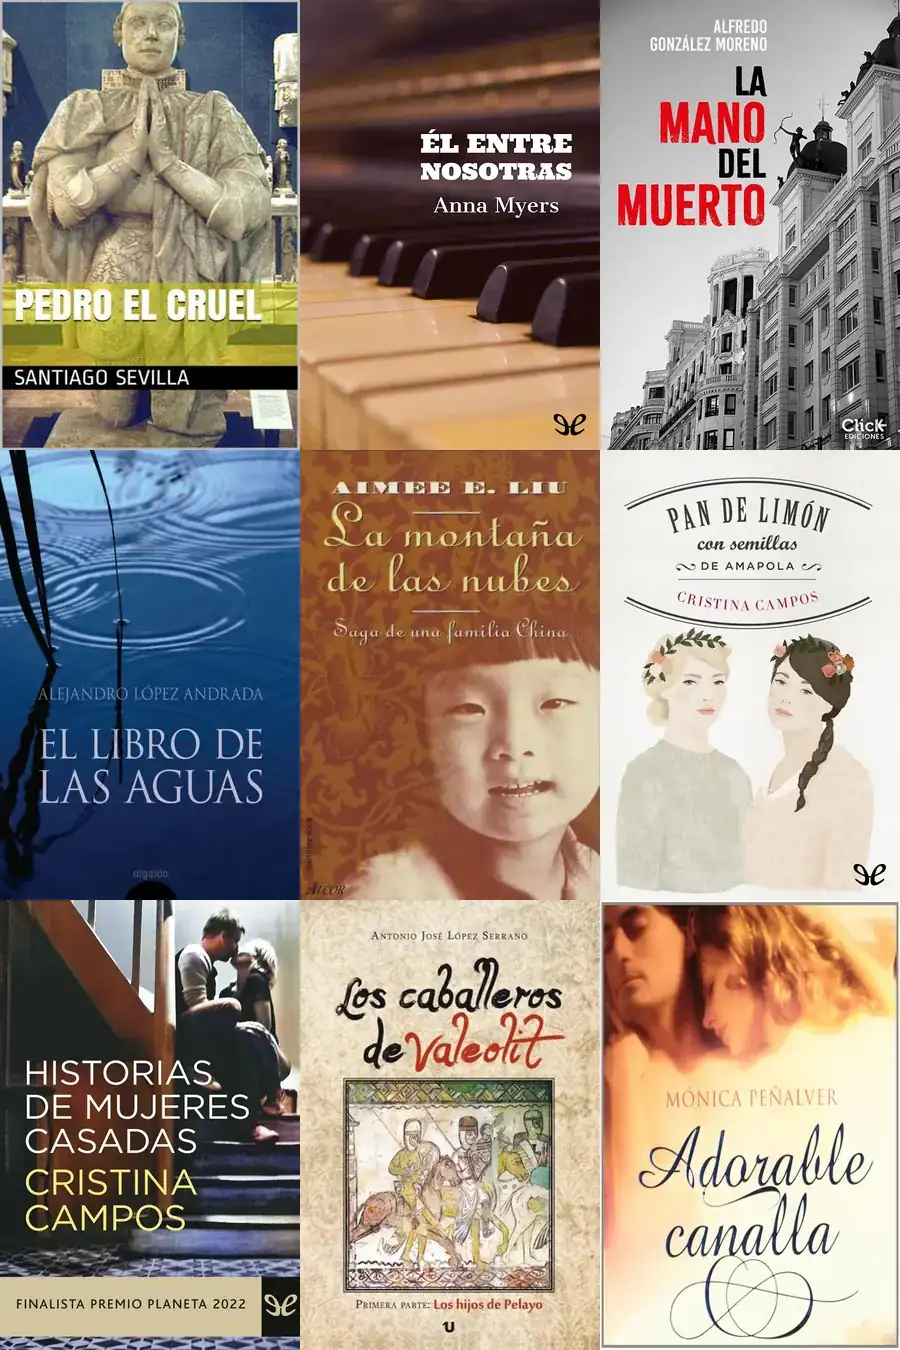 PEDRO EL CRUEL
SANTIAGO SEVILLA
ÉL ENTRE
NOSOTRAS
Anna Myers
ALFREDO
GONZÁLEZ MORENO
LA
MANO
DEL
MUERTO
Click
EDICIONES
ALEJANDRO LÓPEZ ANDRADA
EL LIBRO DE
LAS AGUAS
algaida
AIMEE E. LIU
La montaña
de las nubes
Saga de una familia China
ALCOR
PAN DE LIMÓN
con semillas
DE AMAPOLA
CRISTINA CAMPOS
HISTORIAS
DE MUJERES
CASADAS
CRISTINA
CAMPOS
FINALISTA PREMIO PLANETA 2022
ANTONIO JOSÉ LÓPEZ SERRANO
Los caballeros
de Valeolit
PRIMERA PARTE: Los hijos de Pelayo
MÓNICA PEÑALVER
Adorable
canalla